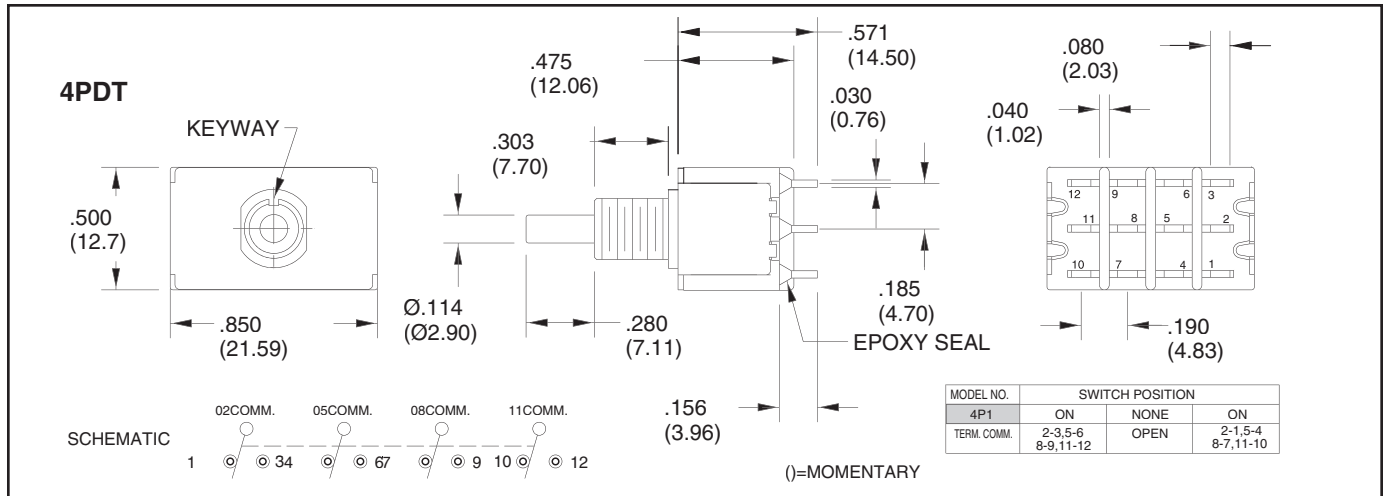 4PDT
KEYWAY
.500
(12.7)
.850
(21.59)
.475
(12.06)
.571
(14.50)
.303
(7.70)
.030
(0.76)
Ø.114
(Ø2.90)
.280
(7.11)
.185
(4.70)
EPOXY SEAL
.156
(3.96)
.080
(2.03)
.040
(1.02)
12 9 6 3
11 8 5 2
10 7 4 1
.190
(4.83)
SCHEMATIC
02COMM. 05COMM. 08COMM. 11COMM.
1 34 67 9 10 12
()=MOMENTARY
MODEL NO. SWITCH POSITION
4P1 ON NONE ON
TERM. COMM. 2-3,5-6 OPEN 2-1,5-4
8-9,11-12 8-7,11-10